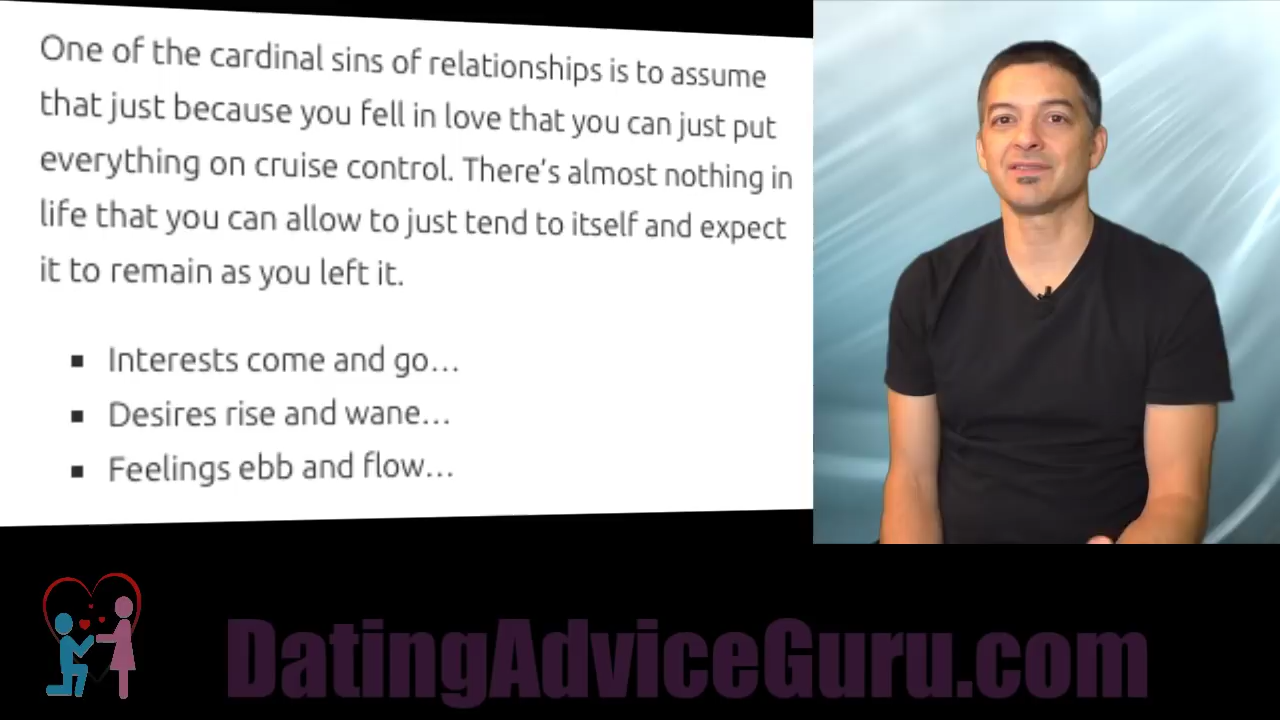 One of the cardinal sins of relationships is to assume
that just because you fell in love that you can just put
everything on cruise control. There’s almost nothing in
life that you can allow to just tend to itself and expect
it to remain as you left it.
▪ Interests come and go…
▪ Desires rise and wane…
▪ Feelings ebb and flow…
DatingAdviceGuru.com